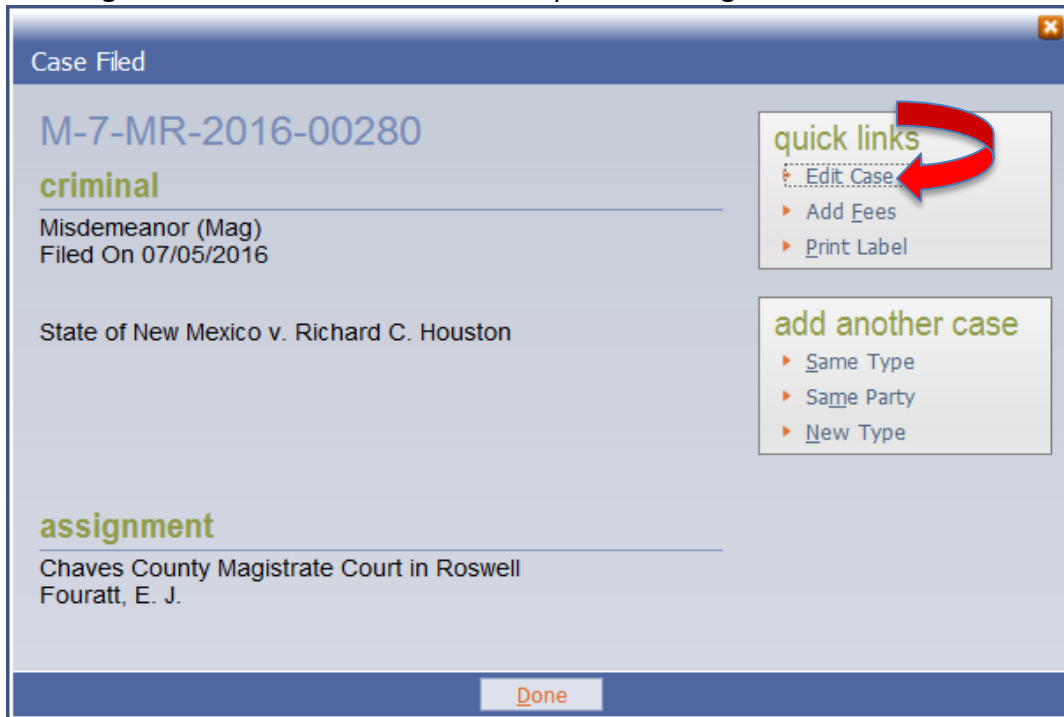 Case Filed
M-7-MR-2016-00280
criminal
Misdemeanor (Mag)
Filed On 07/05/2016
State of New Mexico v. Richard C. Houston
assignment
Chaves County Magistrate Court in Roswell
Fouratt, E. J.
quick links
Edit Case
Add Fees
Print Label
add another case
Same Type
Same Party
New Type
Done